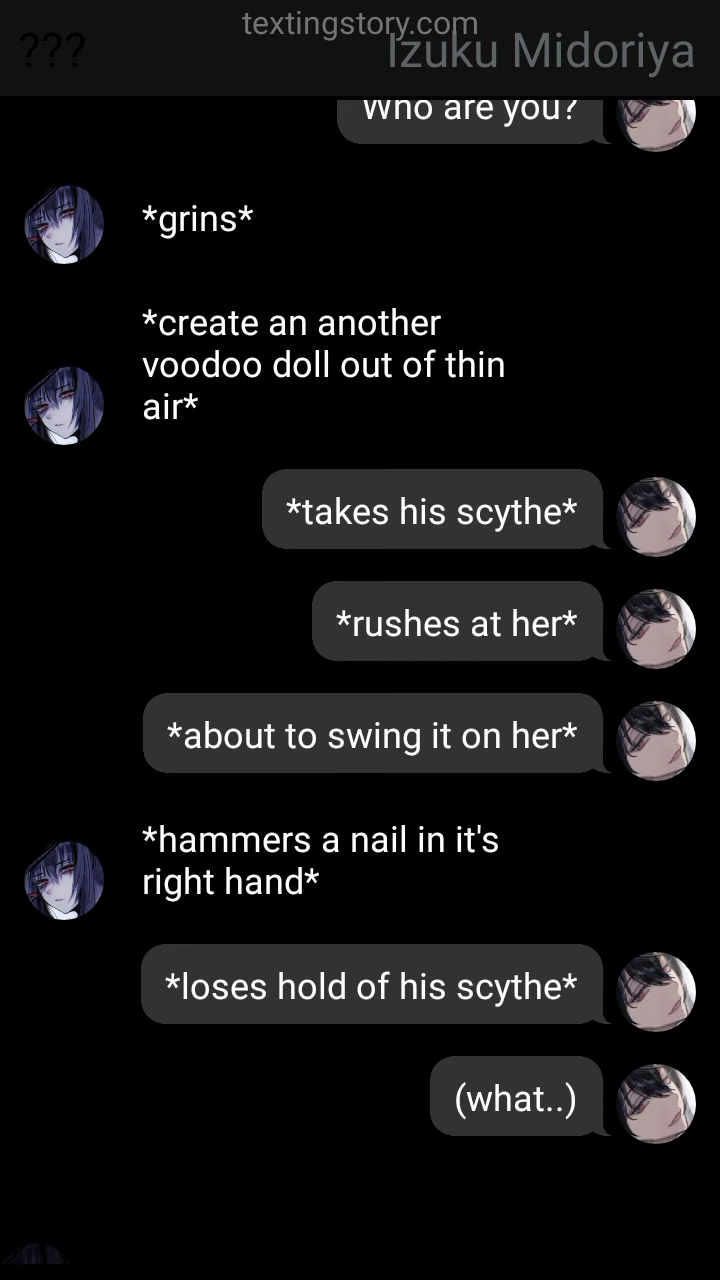 textingstory.com
???
Izuku Midoriya
Who are you?
*grins*
*create an another
voodoo doll out of thin
air*
*takes his scythe*
*rushes at her*
*about to swing it on her*
*hammers a nail in it's
right hand*
*loses hold of his scythe*
(what..)